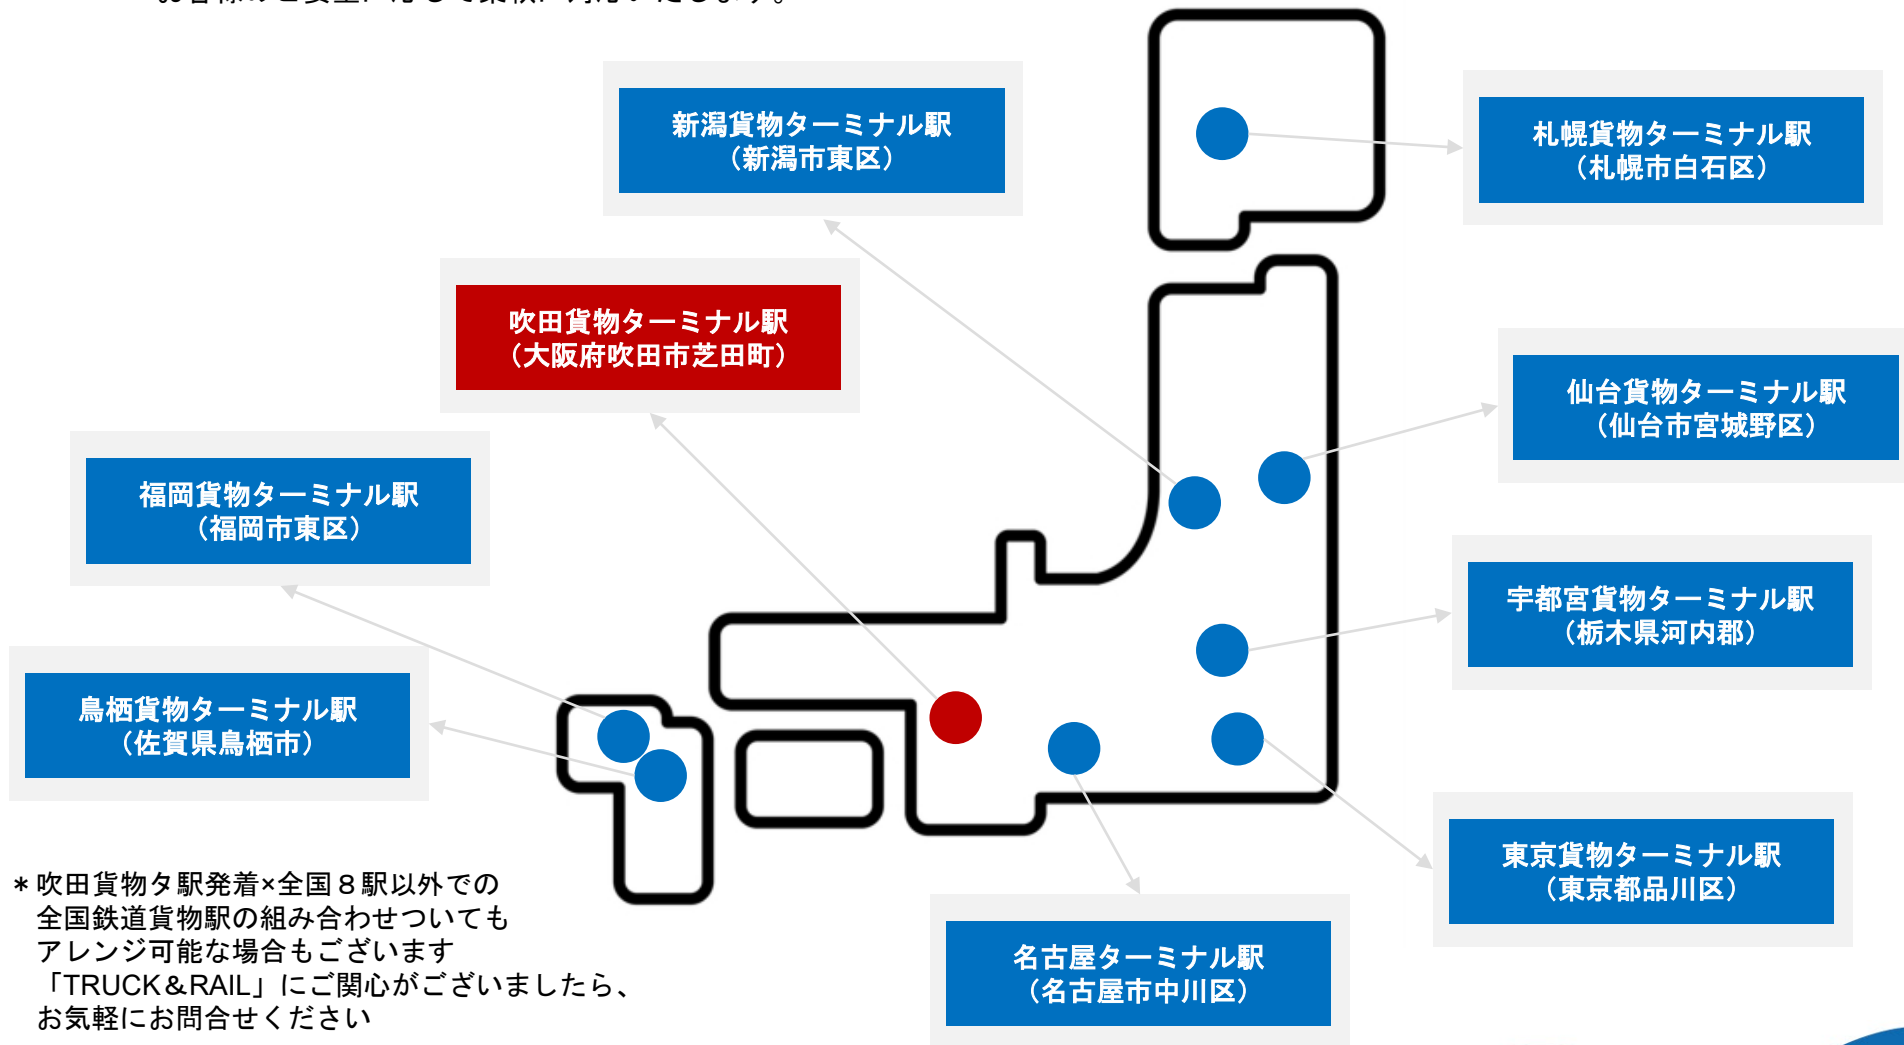 新潟貨物ターミナル駅
（新潟市東区）
札幌貨物ターミナル駅
（札幌市白石区）
吹田貨物ターミナル駅
（大阪府吹田市芝田町）
仙台貨物ターミナル駅
（仙台市宮城野区）
福岡貨物ターミナル駅
（福岡市東区）
宇都宮貨物ターミナル駅
（栃木県河内郡）
鳥栖貨物ターミナル駅
（佐賀県鳥栖市）
東京貨物ターミナル駅
（東京都品川区）
名古屋ターミナル駅
（名古屋市中川区）
＊吹田貨物タ駅発着×全国８駅以外での
全国鉄道貨物駅の組み合わせついても
アレンジ可能な場合もございます
「TRUCK＆RAIL」にご関心がございましたら、
お気軽にお問合せください